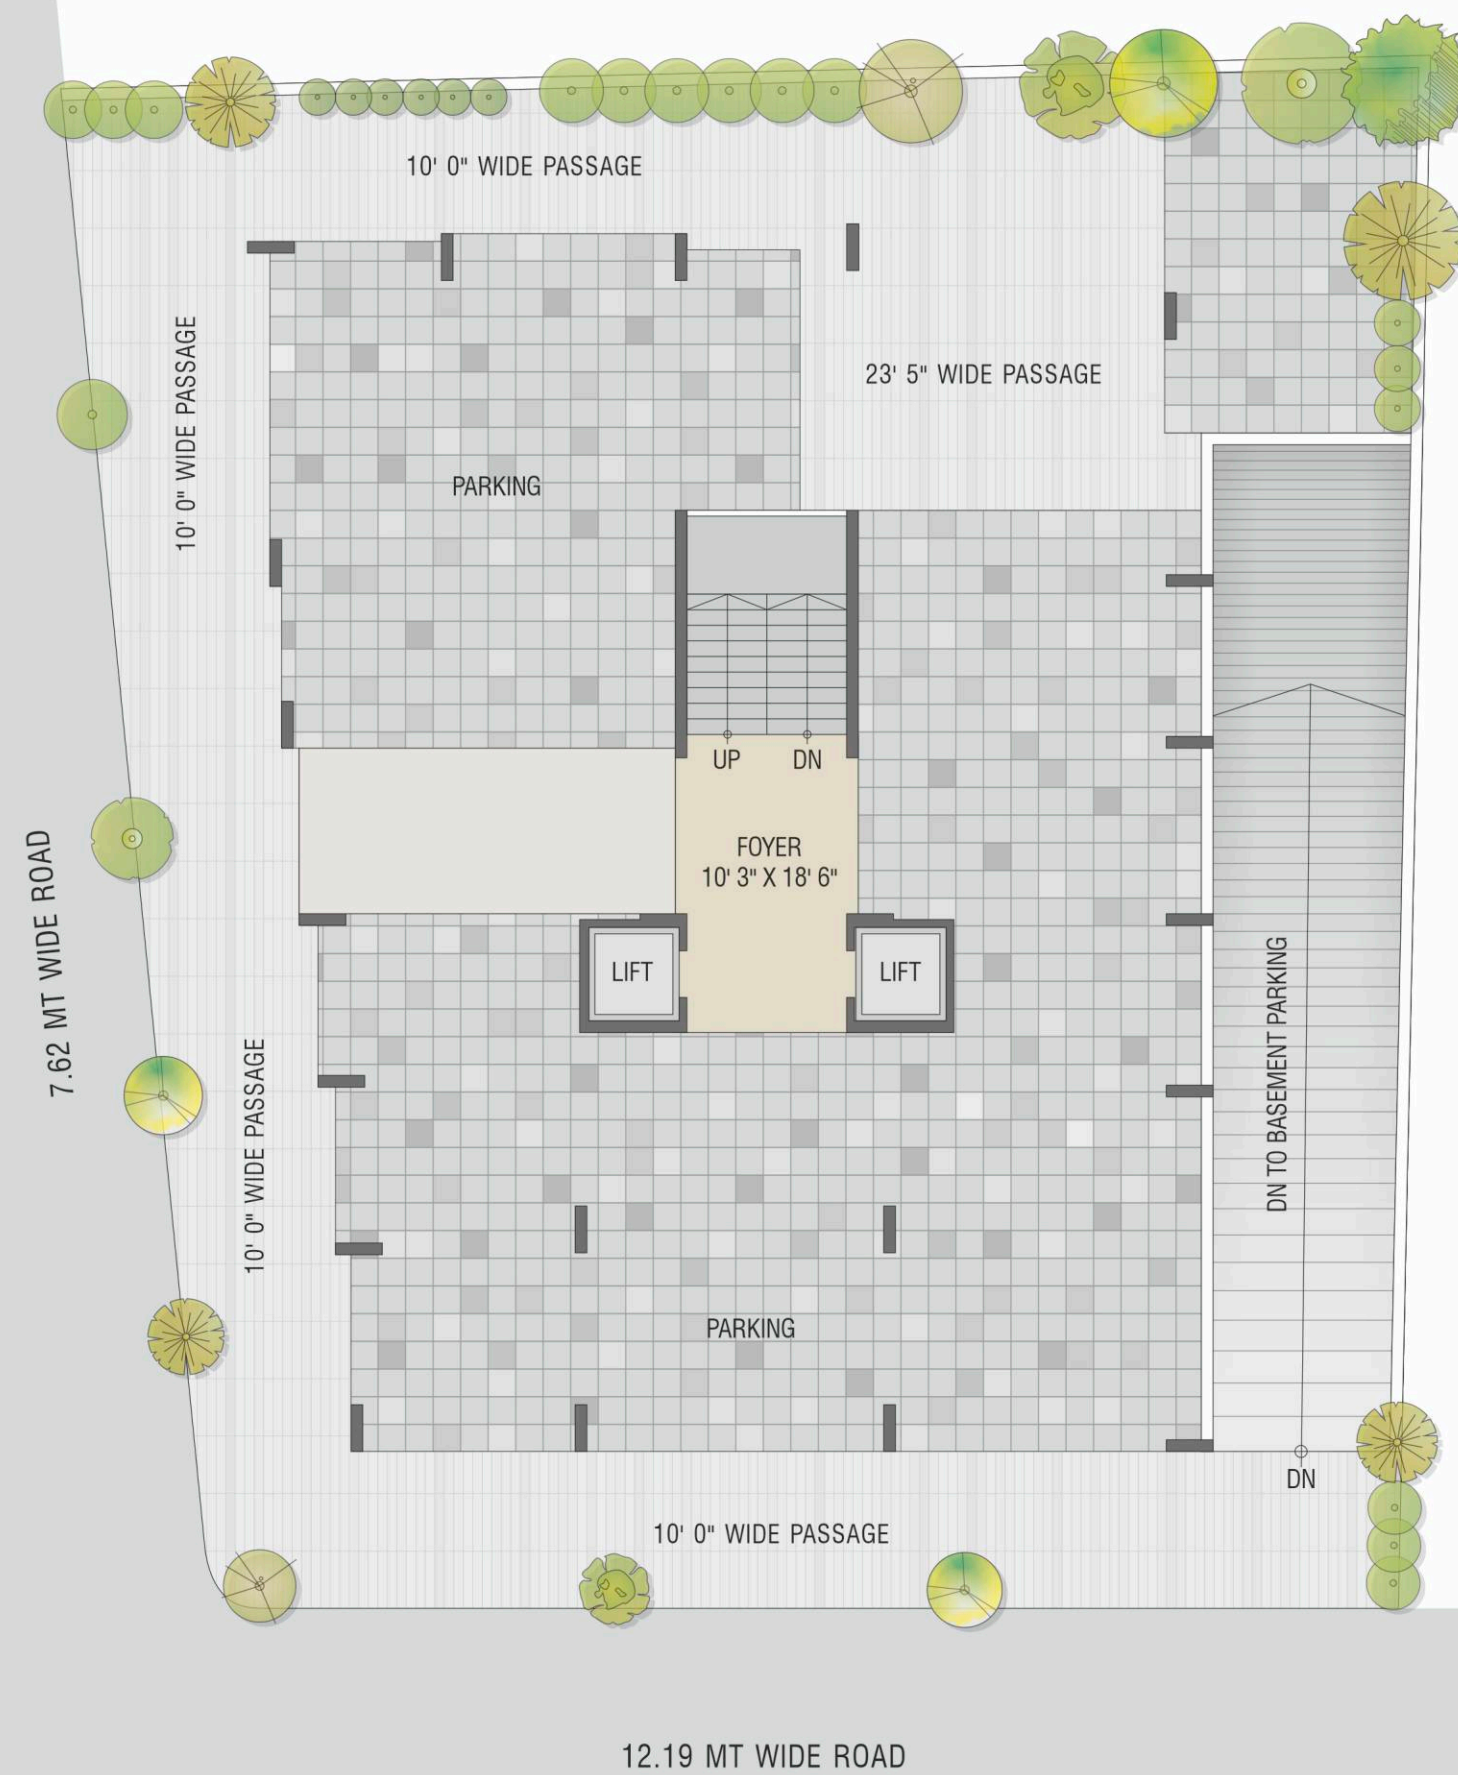 10' 0" WIDE PASSAGE
10' 0" WIDE PASSAGE
23' 5" WIDE PASSAGE
PARKING
UP
DN
FOYER
10' 3" X 18' 6"
7.62 MT WIDE ROAD
LIFT
LIFT
DN TO BASEMENT PARKING
10' 0" WIDE PASSAGE
PARKING
DN
10' 0" WIDE PASSAGE
12.19 MT WIDE ROAD